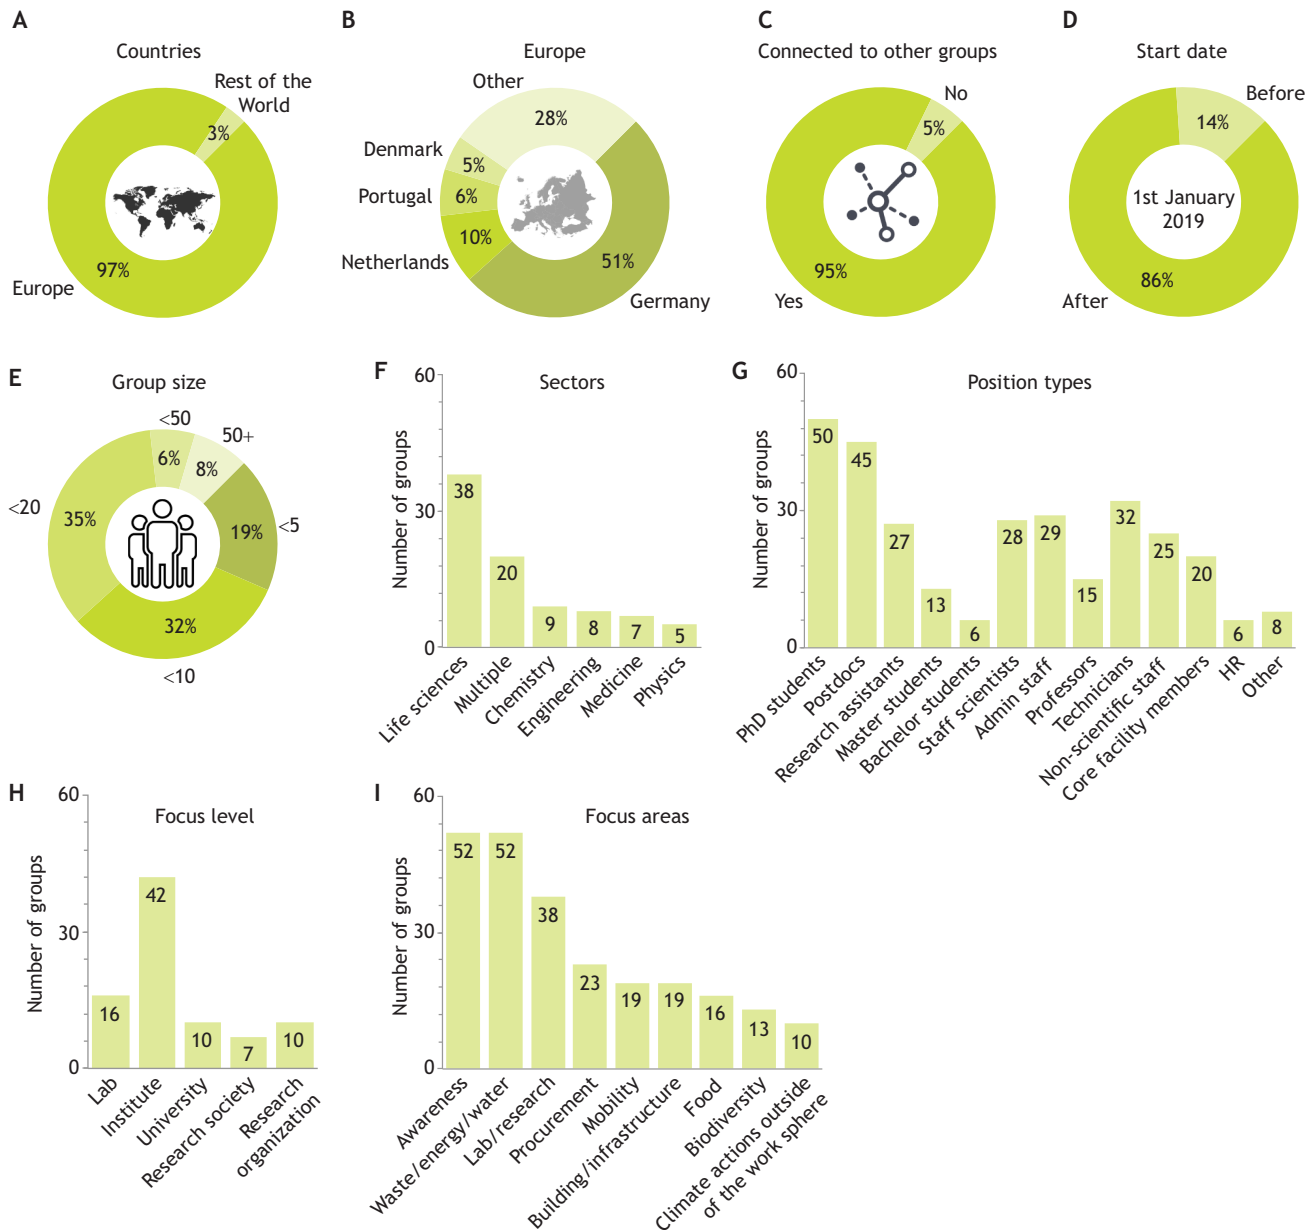 A
Countries
Rest of the
World
3%
97%
Europe
B
Europe
Other
28%
Denmark
5%
Portugal
6%
10%
Netherlands
51%
Germany
C
Connected to other groups
No
5%
95%
Yes
D
Start date
Before
14%
1st January
2019
86%
After
E
Group size
<50
50+
6%
8%
<20
35%
19%
<5
32%
<10
F
Sectors
Number of groups
60
30
0
38
20
9
8
7
5
Life sciences
Multiple
Chemistry
Engineering
Medicine
Physics
G
Position types
Number of groups
60
30
0
50
45
27
13
6
28
29
15
32
25
20
6
8
PhD students
Postdocs
Research assistants
Master students
Bachelor students
Staff scientists
Admin staff
Professors
Technicians
Non-scientific staff
Core facility members
HR
Other
H
Focus level
Number of groups
60
30
0
16
42
10
7
10
Lab
Institute
University
Research society
Research
organization
I
Focus areas
Number of groups
60
30
0
52
52
38
23
19
19
16
13
10
Awareness
Waste/energy/water
Lab/research
Procurement
Mobility
Building/infrastructure
Food
Biodiversity
Climate actions outside
of the work sphere